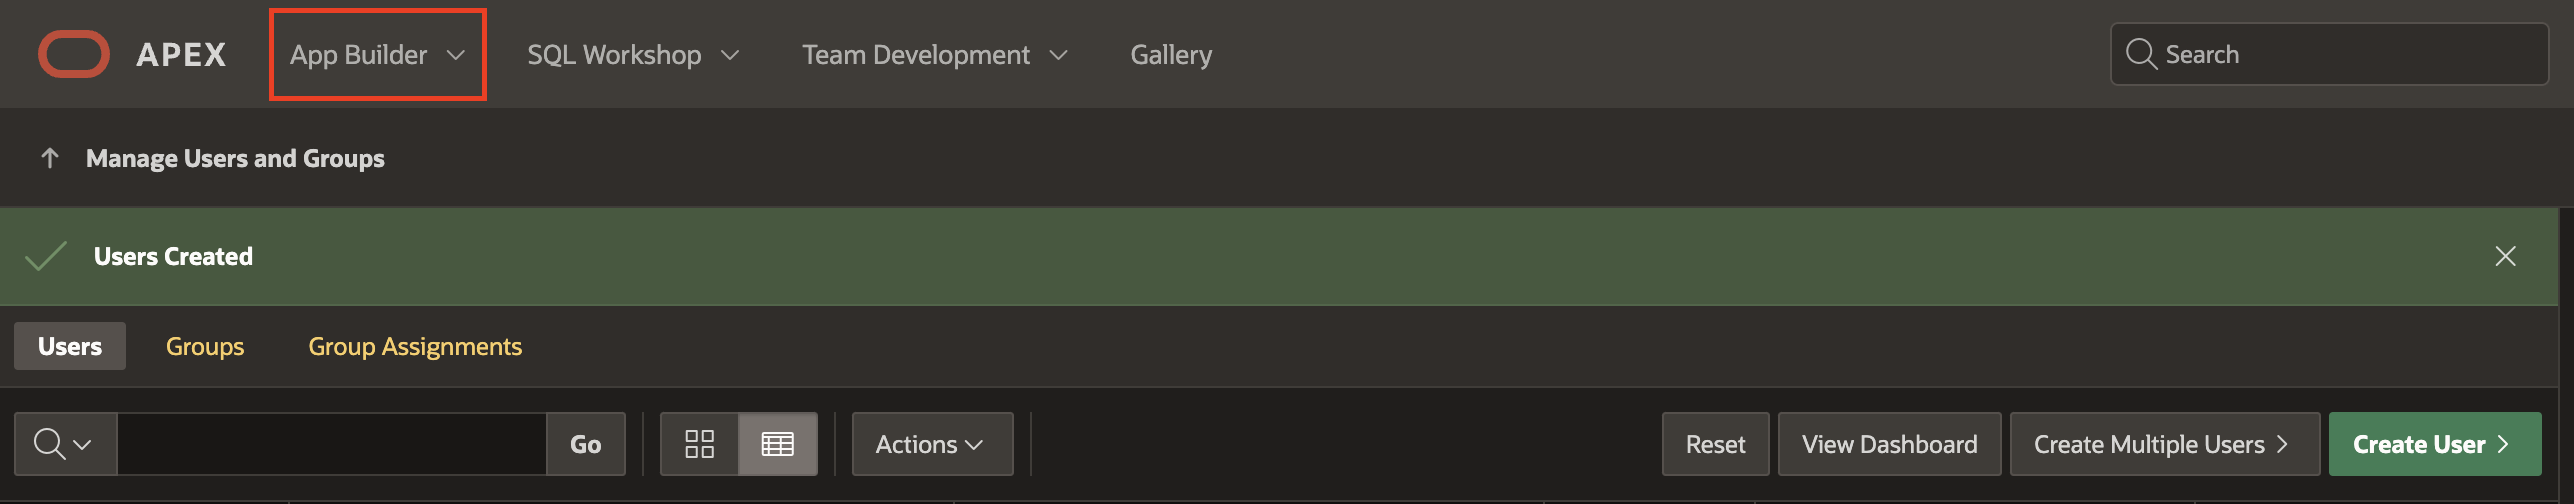 APEX App Builder SQL Workshop Team Development Gallery Search
Manage Users and Groups
Users Created
Users Groups Group Assignments
Go Actions Reset View Dashboard Create Multiple Users Create User